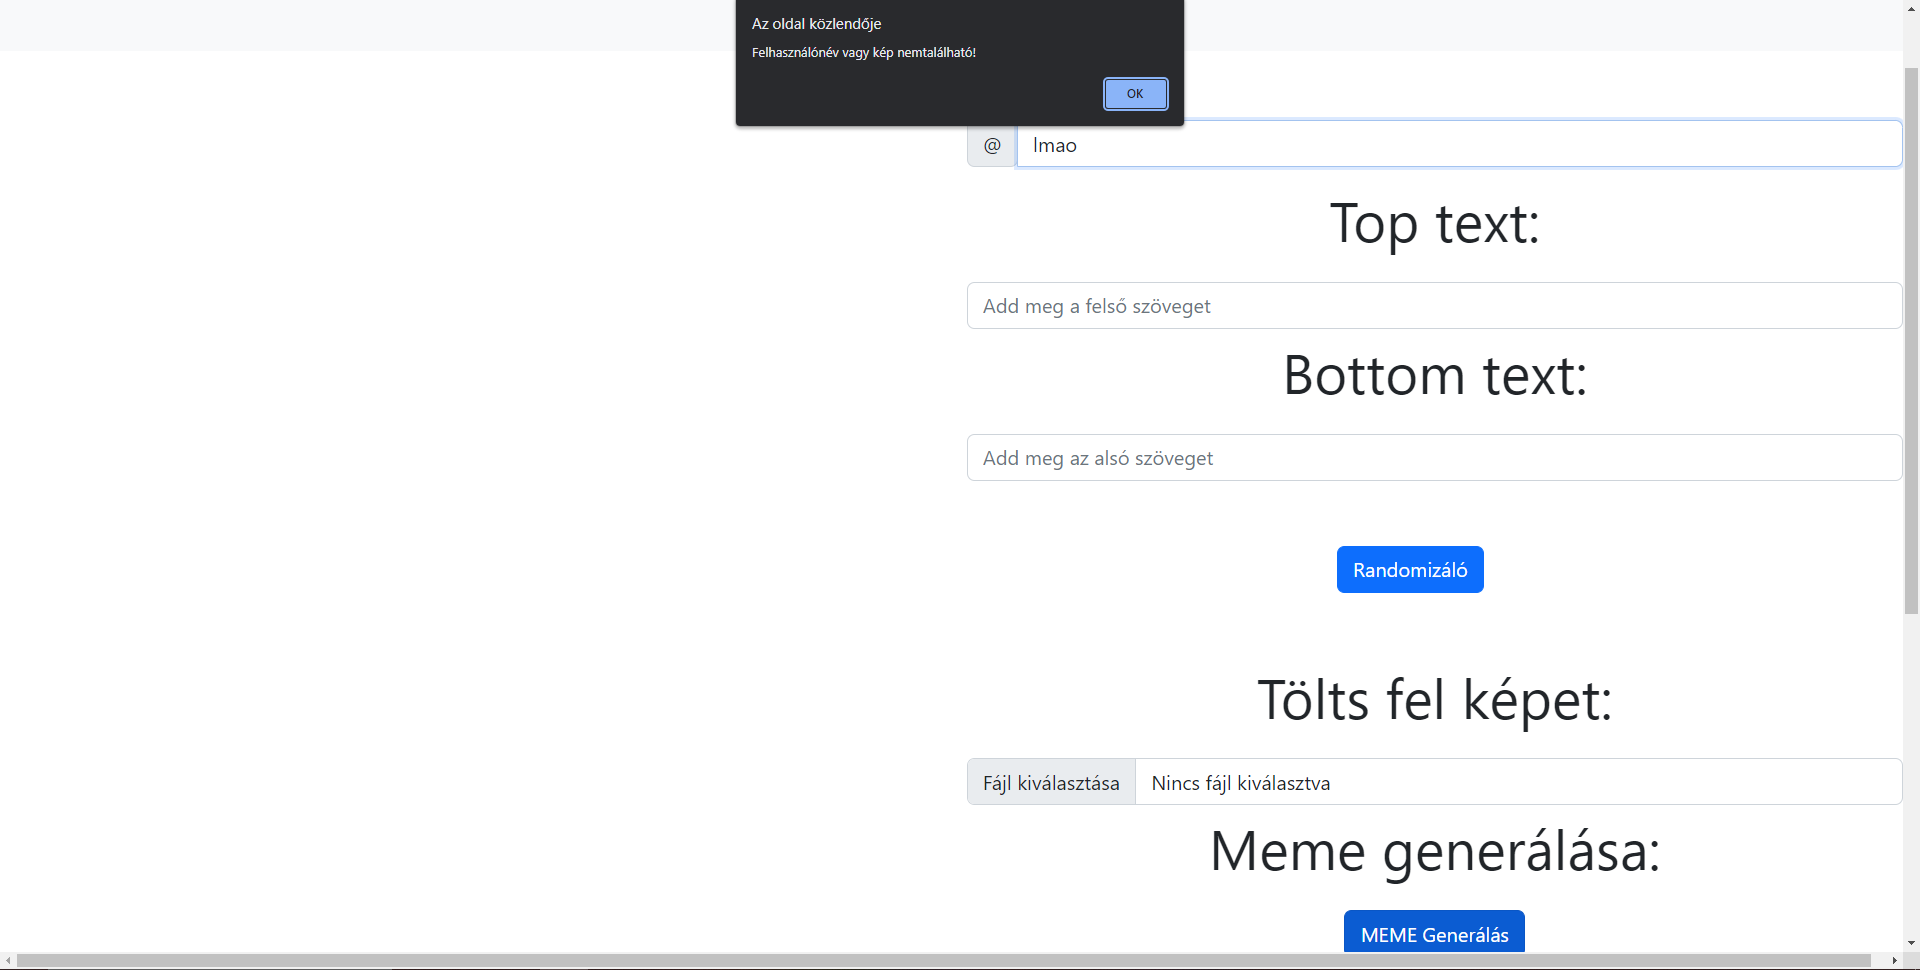 Az oldal közlendője
Felhasználónév vagy kép nemtalálható!
OK
@ lmao
Top text:
Add meg a felső szöveget
Bottom text:
Add meg az alsó szöveget
Randomizáló
Tölts fel képet:
Fájl kiválasztása Nincs fájl kiválasztva
Meme generálása:
MEME Generálás